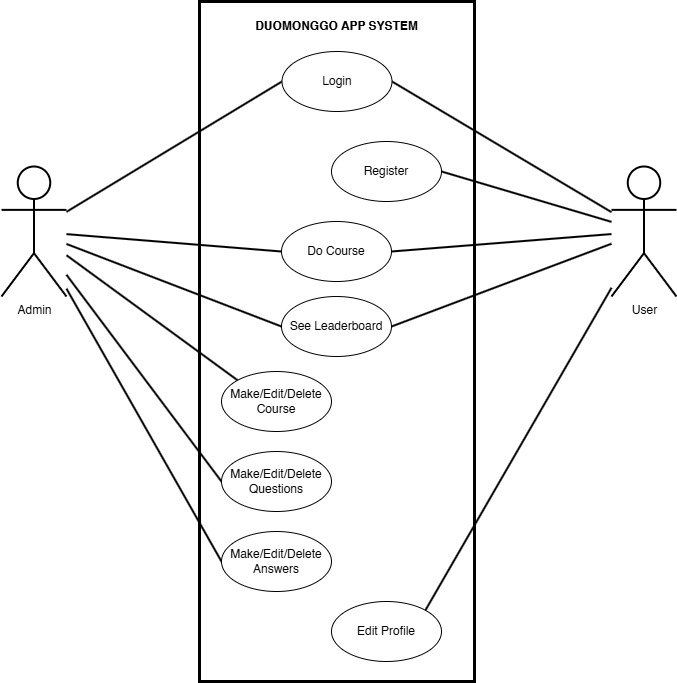 DUOMONGGO APP SYSTEM
Login
Register
Do Course
See Leaderboard
Admin
User
Make/Edit/Delete
Course
Make/Edit/Delete
Questions
Make/Edit/Delete
Answers
Edit Profile